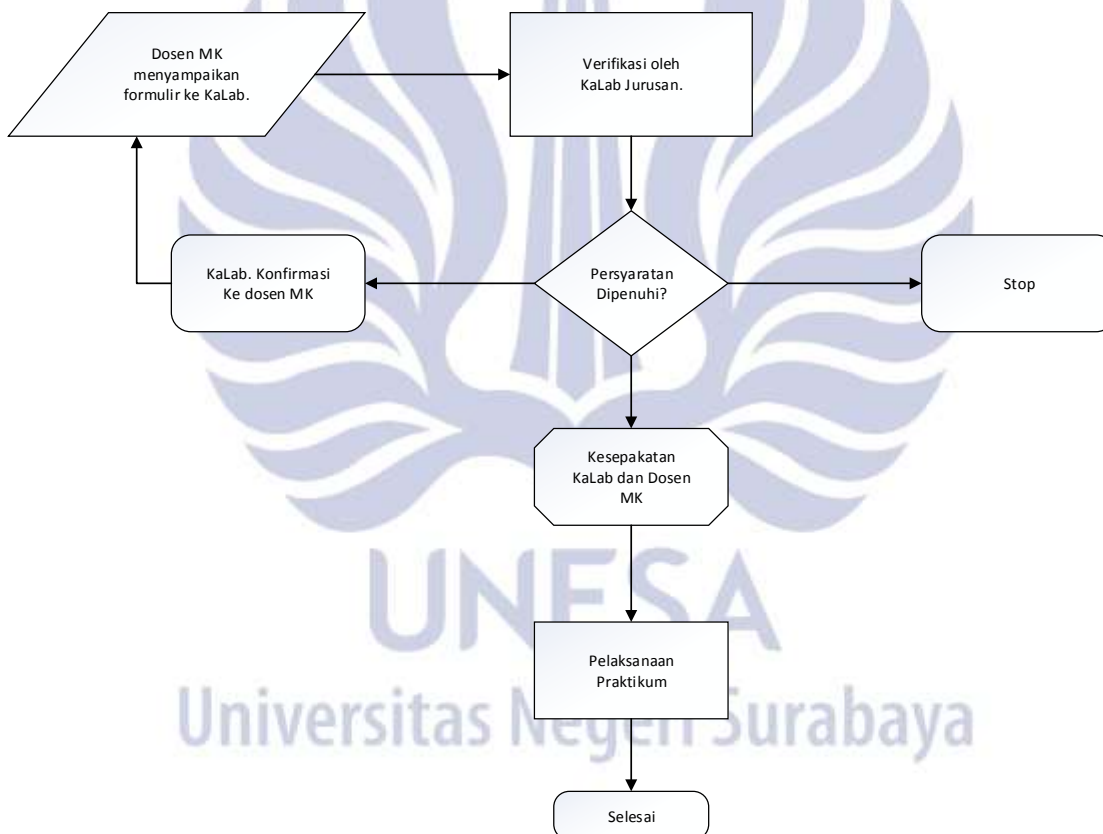 Dosen MK
menyampaikan
formulir ke KaLab.
Verifikasi oleh
KaLab Jurusan.
KaLab. Konfirmasi
Ke dosen MK
Persyaratan
Dipenuhi?
Stop
Kesepakatan
KaLab dan Dosen
MK
UNESA
Pelaksanaan
Praktikum
Universitas Negeri Surabaya
Selesai